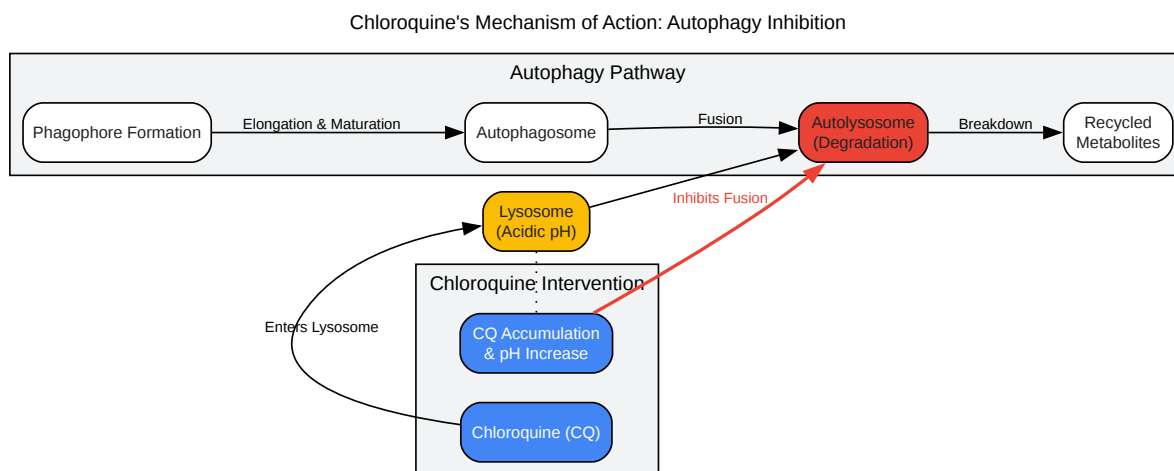 Chloroquine's Mechanism of Action: Autophagy Inhibition
Autophagy Pathway
Phagophore Formation
Elongation & Maturation
Autophagosome
Fusion
Autolysosome
(Degradation)
Breakdown
Recycled
Metabolites
Lysosome
(Acidic pH)
Inhibits Fusion
Chloroquine Intervention
Enters Lysosome
CQ Accumulation
& pH Increase
Chloroquine (CQ)